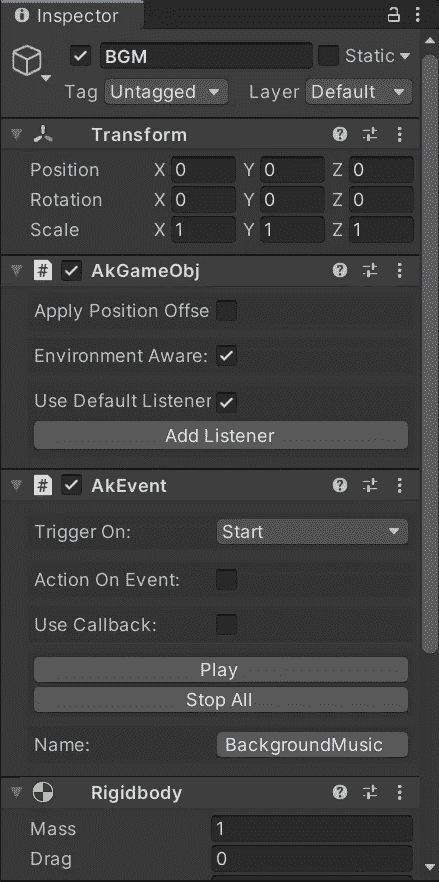 Inspector
BGM Static
Tag Untagged Layer Default
Transform
Position X 0 Y 0 Z 0
Rotation X 0 Y 0 Z 0
Scale X 1 Y 1 Z 1
# AkGameObj
Apply Position Offse
Environment Aware:
Use Default Listener
Add Listener
# AkEvent
Trigger On: Start
Action On Event:
Use Callback:
Play
Stop All
Name: BackgroundMusic
Rigidbody
Mass 1
Drag 0